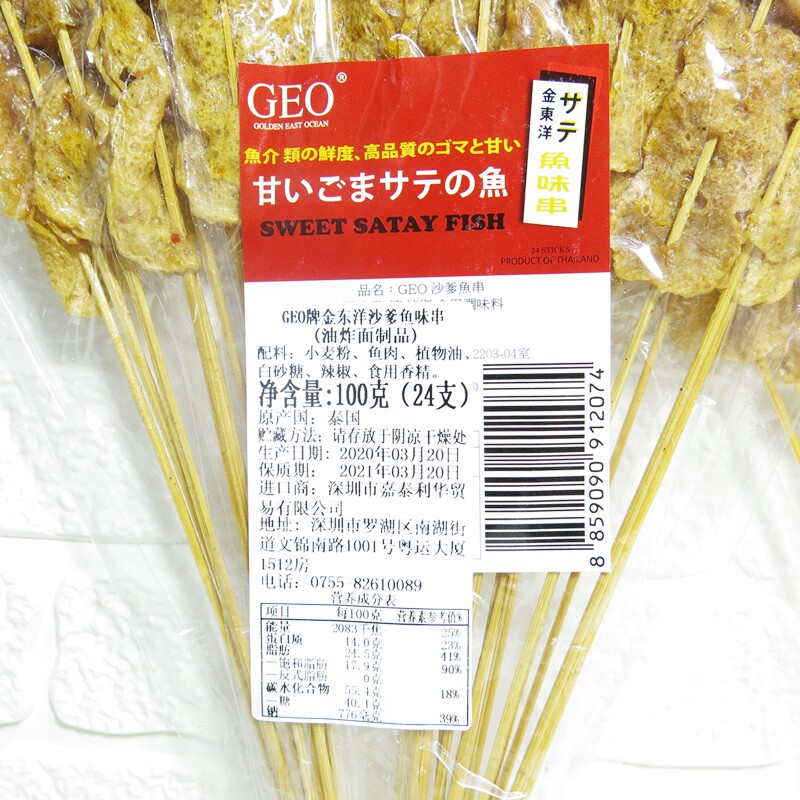 GEO®
GOLDEN EAST OCEAN
魚介 類の鮮度、高品質のゴマと甘い
甘いごまサテの魚
SWEET SATAY FISH
サテ
金東洋
魚味串
24 STICKS
PRODUCT OF THAILAND
品名：GEO 沙爹魚串
調味料
GEO牌金东洋沙爹鱼味串
(油炸面制品)
配料：小麦粉、鱼肉、植物油、
2203-04室
白砂糖、辣椒、食用香精。
净含量:100克（24支）
原产国：泰国
贮藏方法：请存放于阴凉干燥处
生产日期：2020年03月20日
保质期：2021年03月20日
进口商：深圳市嘉泰利华贸
易有限公司
地址：深圳市罗湖区南湖街
道文锦南路1001号粤运大厦
1512房
电话：0755 82610089
营养成分表
项目 每100克 营养素参考值%
能量 2083千焦 25%
蛋白质 14.0克 23%
脂肪 24.5克 41%
—饱和脂肪 17.9克 90%
—反式脂肪 0克
碳水化合物 55.4克 18%
—糖 40.1克
钠 776毫克 39%
8 859090 912074